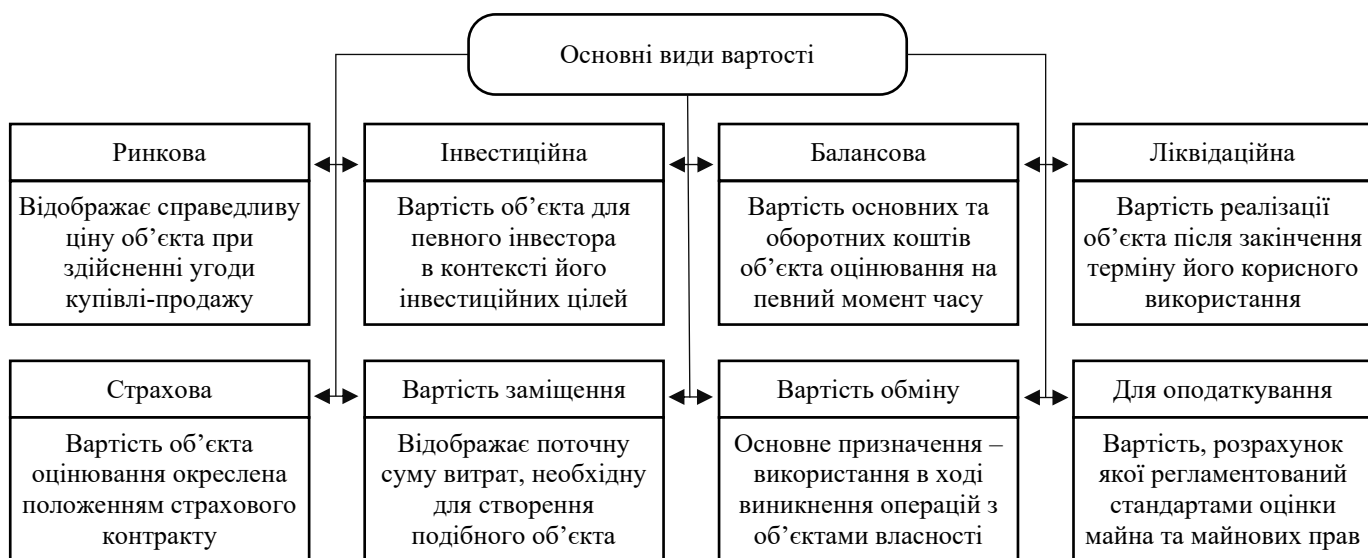 Основні види вартості
Ринкова
Відображає справедливу
ціну об’єкта при
здійсненні угоди
купівлі-продажу
Інвестиційна
Вартість об’єкта для
певного інвестора
в контексті його
інвестиційних цілей
Балансова
Вартість основних та
оборотних коштів
об’єкта оцінювання на
певний момент часу
Ліквідаційна
Вартість реалізації
об’єкта після закінчення
терміну його корисного
використання
Страхова
Вартість об’єкта
оцінювання окреслена
положенням страхового
контракту
Вартість заміщення
Відображає поточну
суму витрат, необхідну
для створення
подібного об’єкта
Вартість обміну
Основне призначення –
використання в ході
виникнення операцій з
об’єктами власності
Для оподаткування
Вартість, розрахунок
якої регламентований
стандартами оцінки
майна та майнових прав